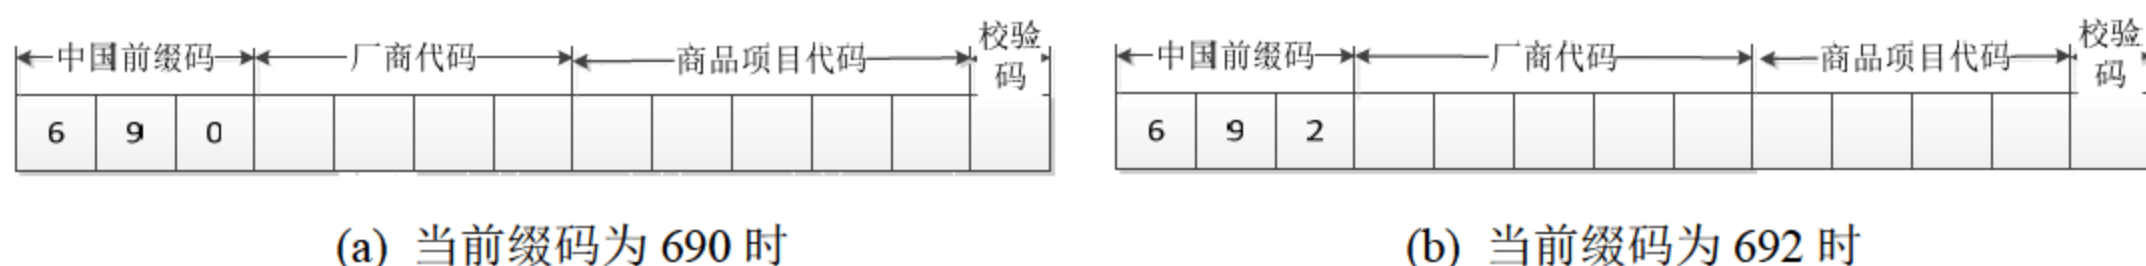 中国前缀码 厂商代码 商品项目代码 校验码
6 9 0
(a) 当前缀码为 690 时
中国前缀码 厂商代码 商品项目代码 校验码
6 9 2
(b) 当前缀码为 692 时